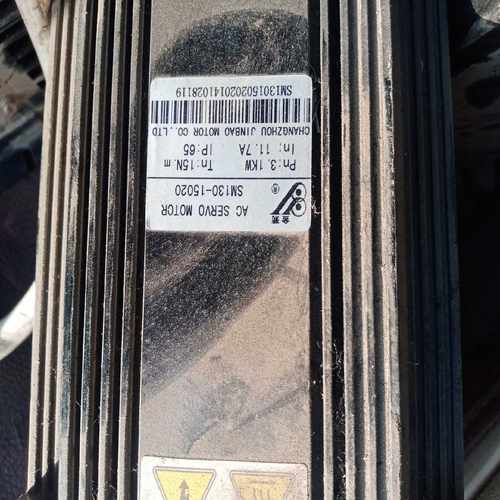 AC SERVO MOTOR
SM130-15020
Pn:3.1KW Tn:15N.m
In: 11.7A IP:65
CHANGZHOU JINBAO MOTOR CO.,LTD
SM1301502020141028119